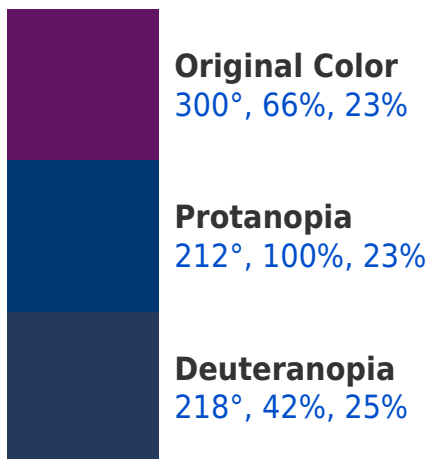 Original Color
300°, 66%, 23%
Protanopia
212°, 100%, 23%
Deuteranopia
218°, 42%, 25%